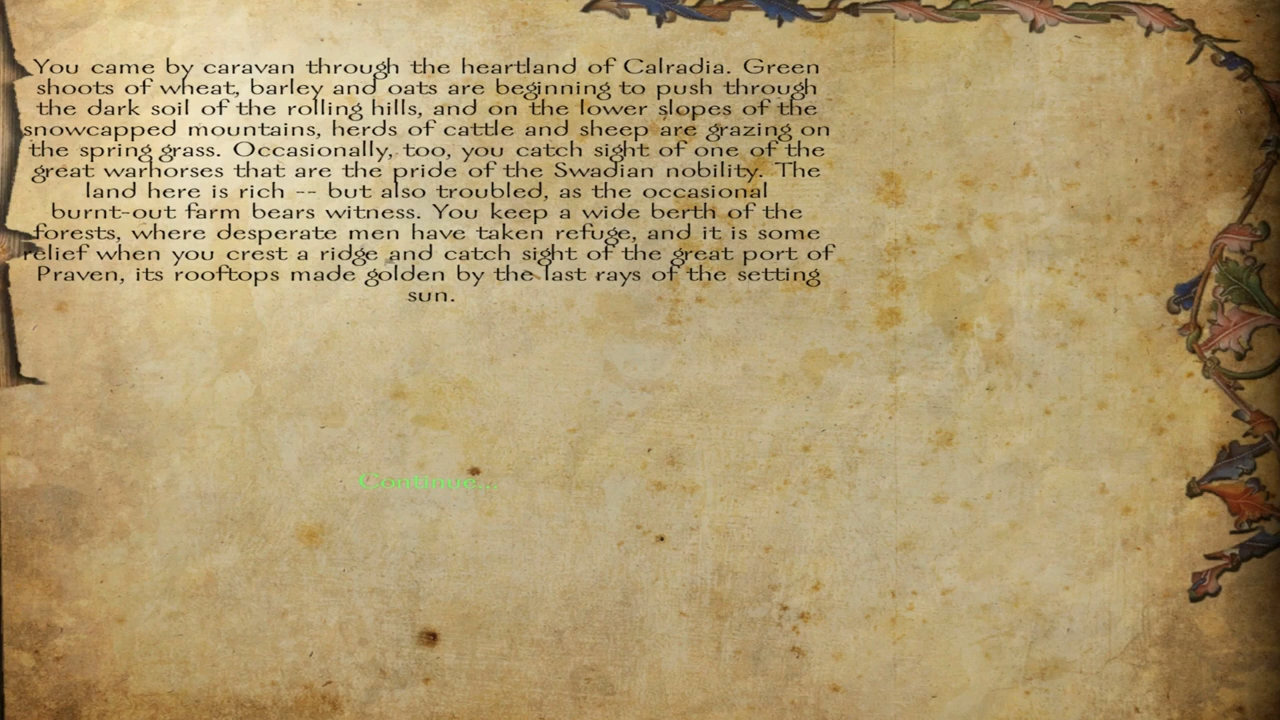 You came by caravan through the heartland of Calradia. Green
shoots of wheat, barley and oats are beginning to push through
the dark soil of the rolling hills, and on the lower slopes of the
snowcapped mountains, herds of cattle and sheep are grazing on
the spring grass. Occasionally, too, you catch sight of one of the
great warhorses that are the pride of the Swadian nobility. The
land here is rich -- but also troubled, as the occasional
burnt-out farm bears witness. You keep a wide berth of the
forests, where desperate men have taken refuge, and it is some
relief when you crest a ridge and catch sight of the great port of
Praven, its rooftops made golden by the last rays of the setting
sun.
Continue...